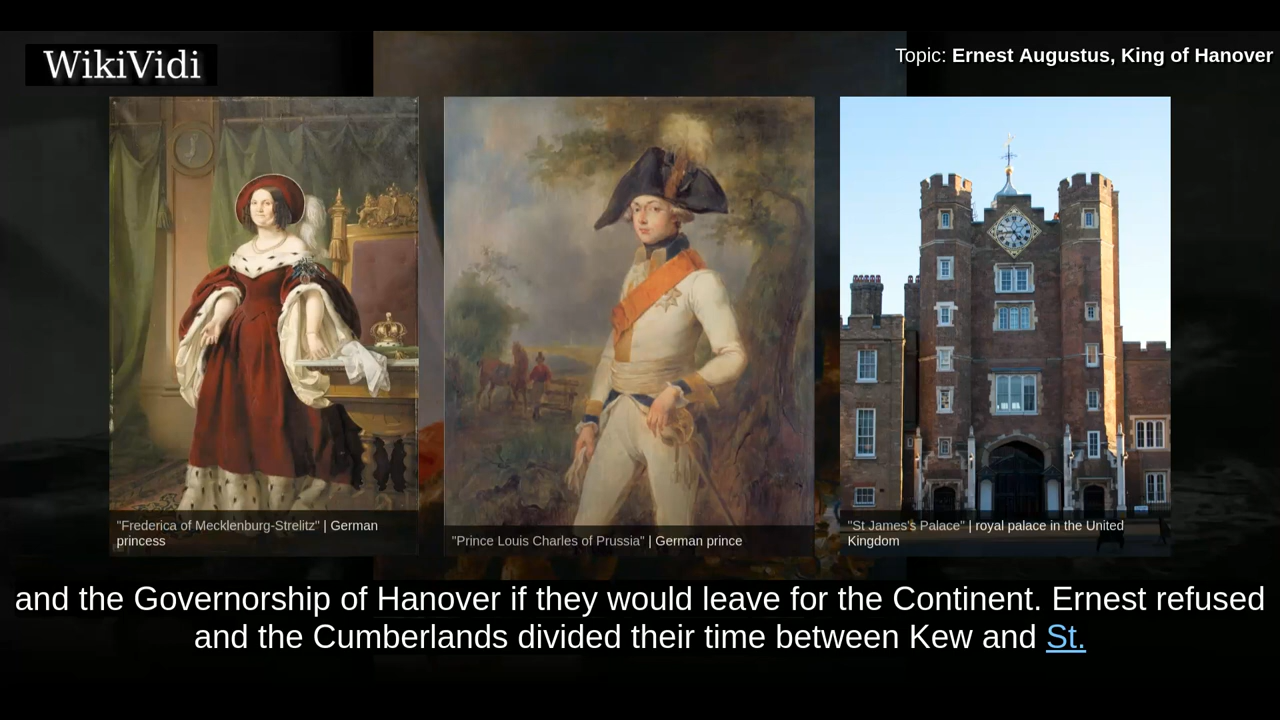 WikiVidi
Topic: Ernest Augustus, King of Hanover
"Frederica of Mecklenburg-Strelitz" | German
princess
"Prince Louis Charles of Prussia" | German prince
"St James's Palace" | royal palace in the United
Kingdom
and the Governorship of Hanover if they would leave for the Continent. Ernest refused
and the Cumberlands divided their time between Kew and St.